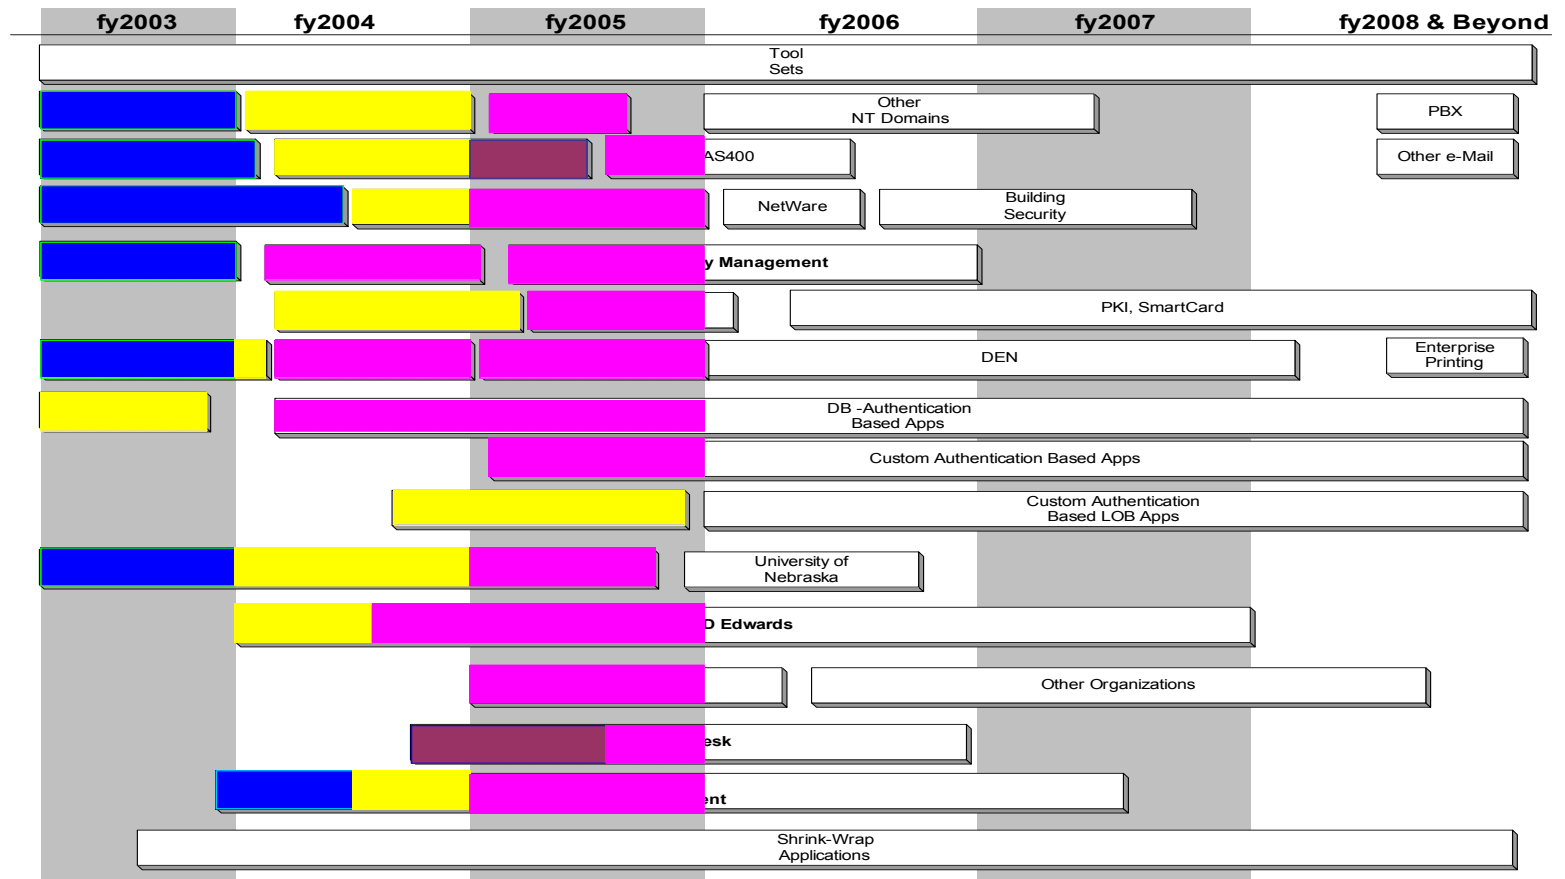 fy2003 fy2004 fy2005 fy2006 fy2007 fy2008 & Beyond
Tool
Sets
Other
NT Domains
PBX
AS400
Other e-Mail
NetWare
Building
Security
y Management
PKI, SmartCard
DEN
Enterprise
Printing
DB -Authentication
Based Apps
Custom Authentication Based Apps
Custom Authentication
Based LOB Apps
University of
Nebraska
D Edwards
Other Organizations
esk
ent
Shrink-Wrap
Applications